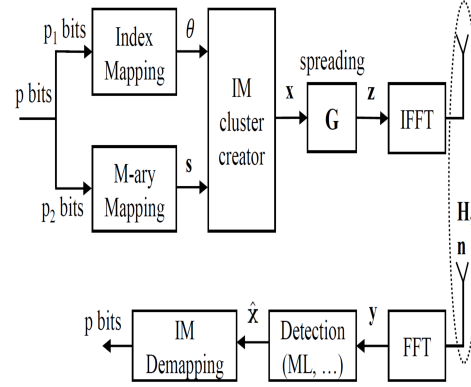 p₁ bits
Index
Mapping
θ
p bits
IM
cluster
creator
x
spreading
G
z
IFFT
p₂ bits
M-ary
Mapping
s
H
n
p bits
IM
Demapping
x̂
Detection
(ML, ...)
y
FFT